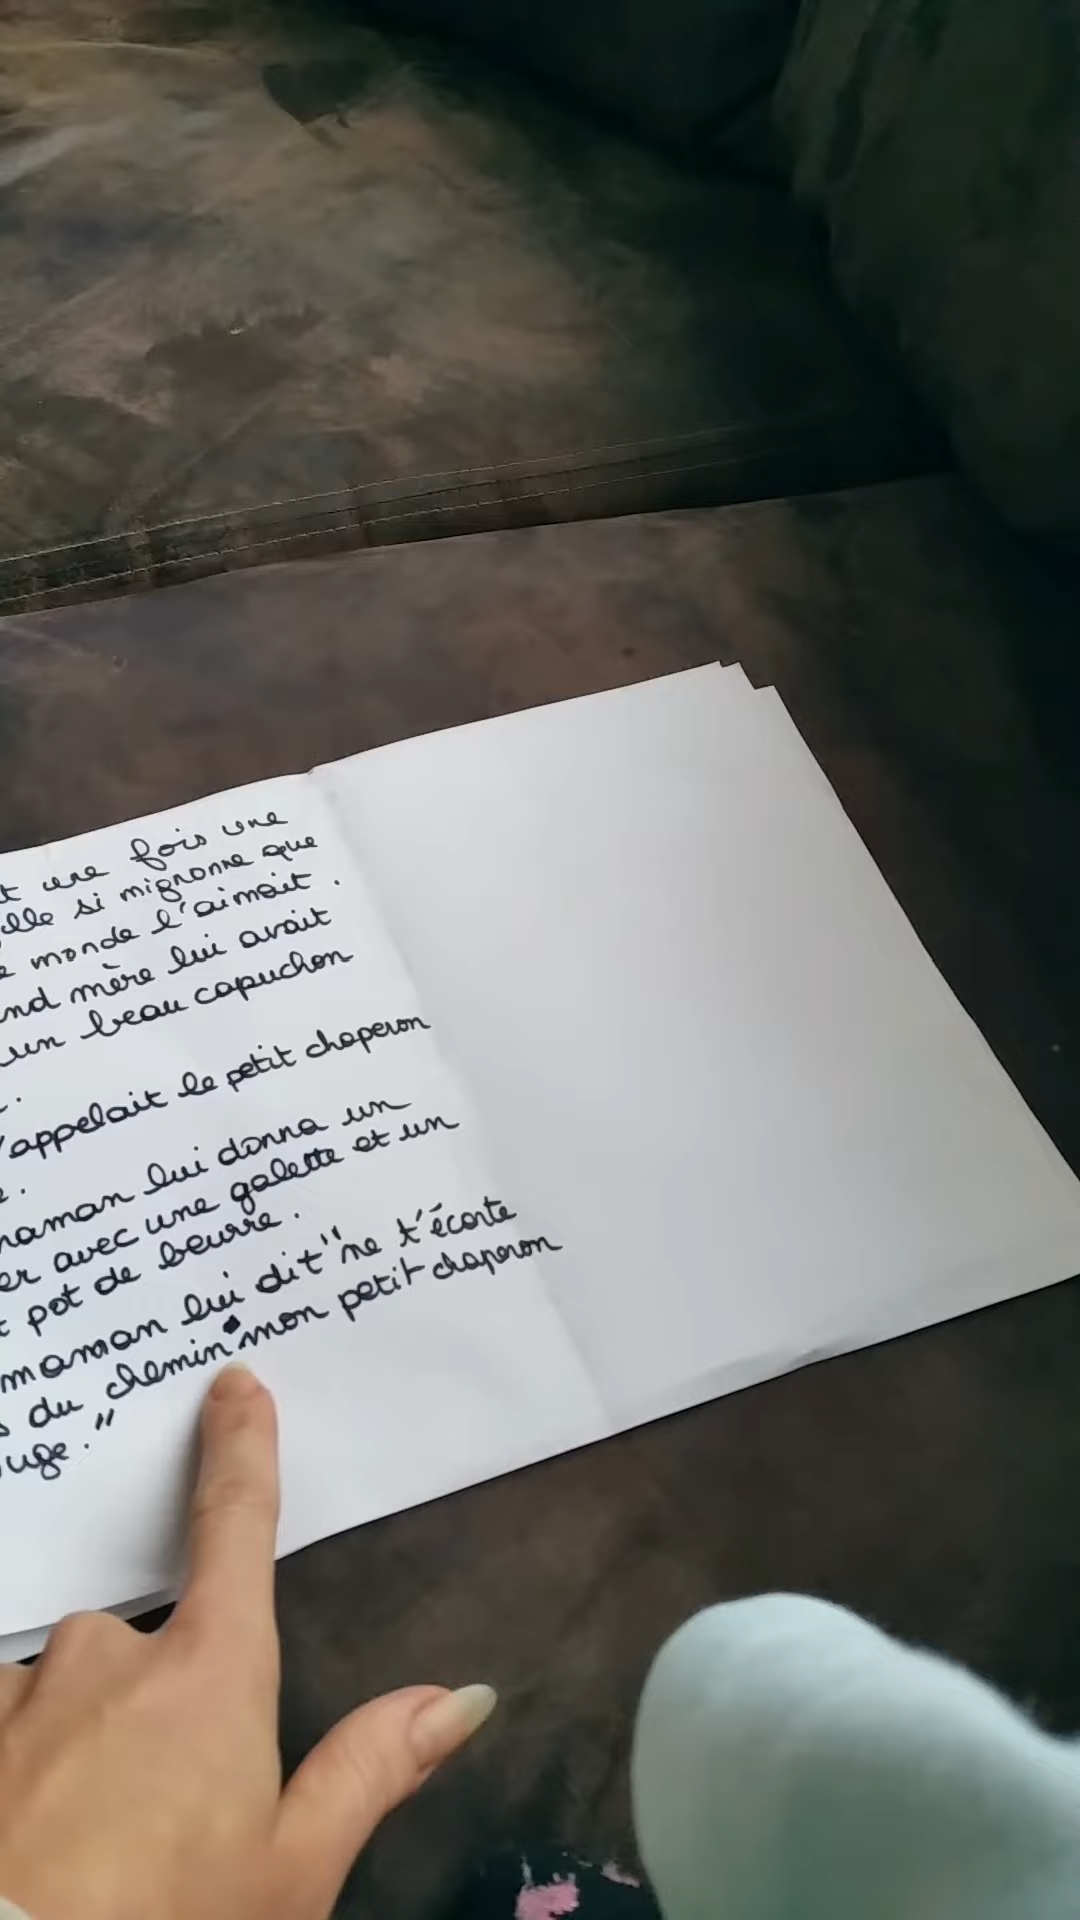 t une fois une
lle si mignonne que
e monde l'aimait.
nd mère lui avait
un beau capuchon
.
'appelait le petit chaperon
e.
maman lui donna un
er avec une galette et un
t pot de beurre.
maman lui dit "ne t'écarte
s du chemin mon petit chaperon
uge."